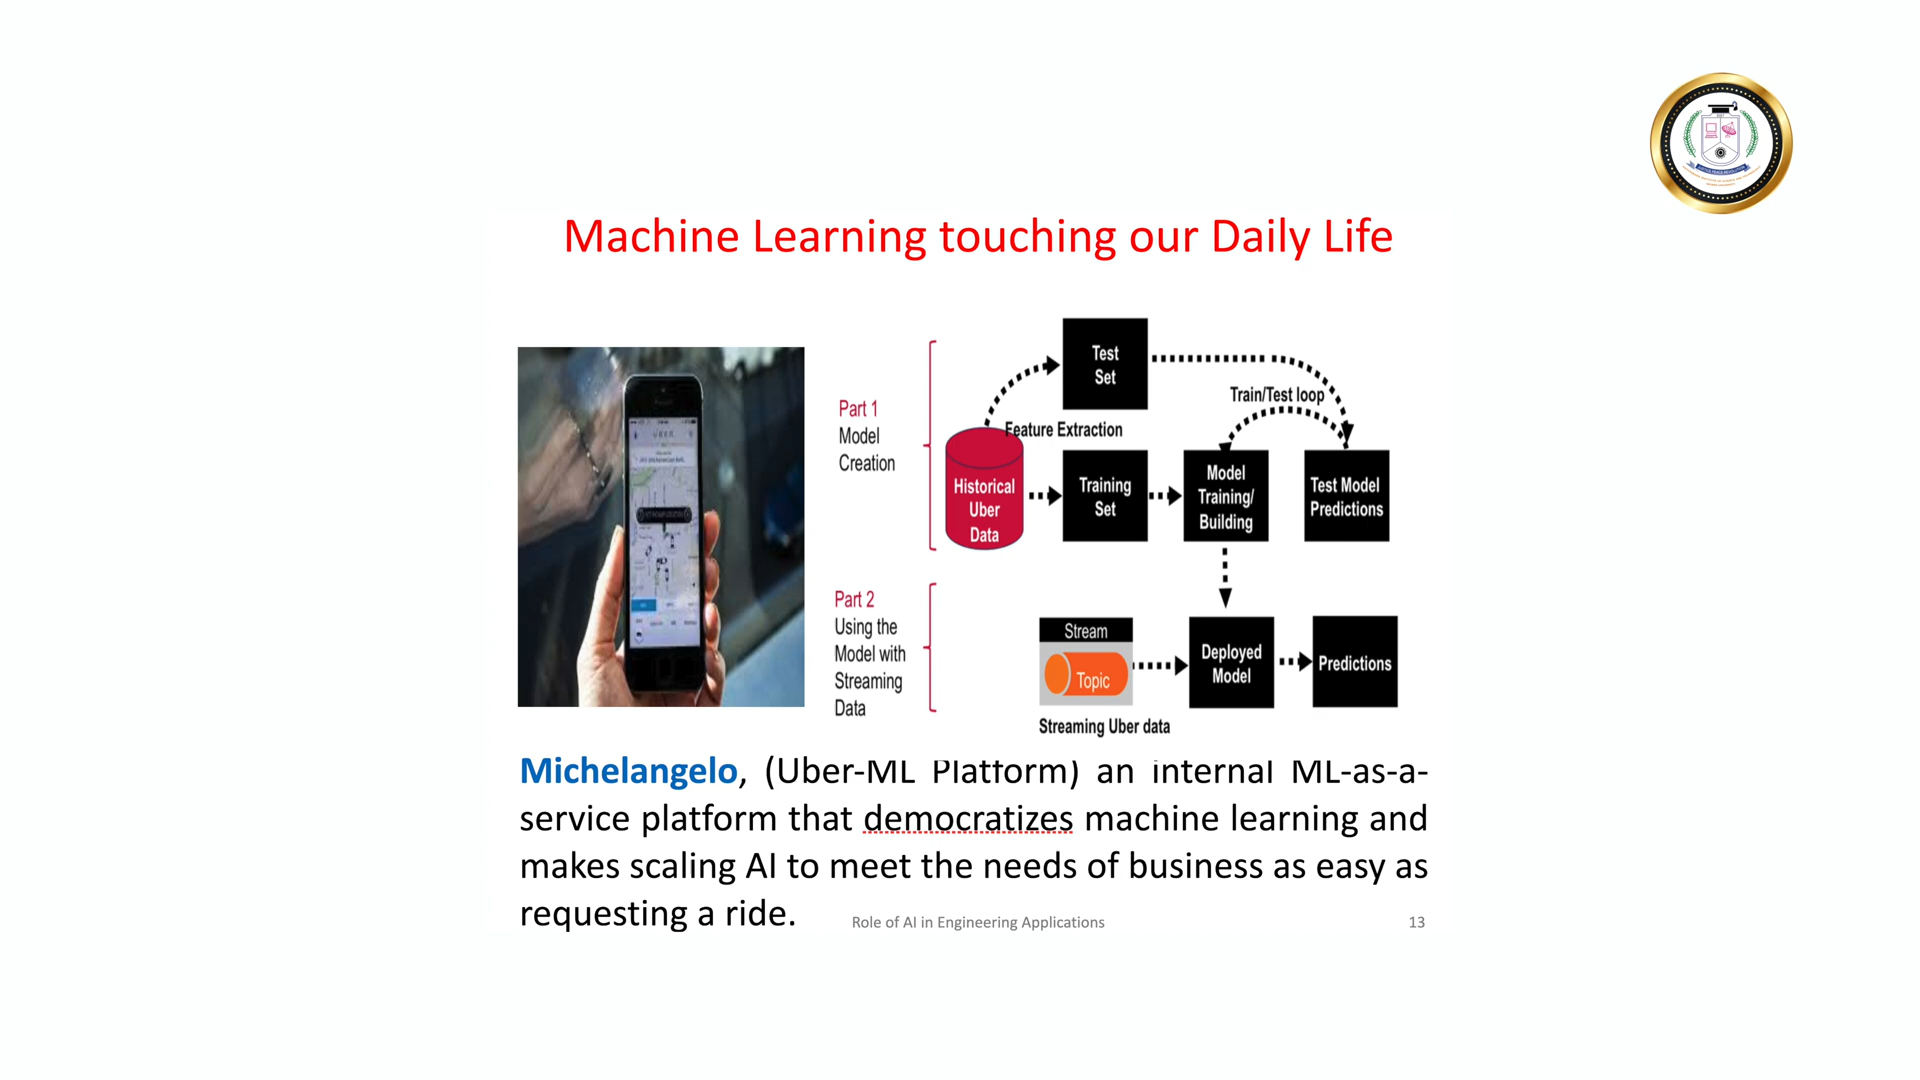 Machine Learning touching our Daily Life
Part 1
Model
Creation
Test
Set
Train/Test loop
Feature Extraction
Historical
Uber
Data
Training
Set
Model
Training/
Building
Test Model
Predictions
Part 2
Using the
Model with
Streaming
Data
Stream
Topic
Streaming Uber data
Deployed
Model
Predictions
Michelangelo, (Uber-ML Platform) an internal ML-as-a-
service platform that democratizes machine learning and
makes scaling AI to meet the needs of business as easy as
requesting a ride.
Role of AI in Engineering Applications
13